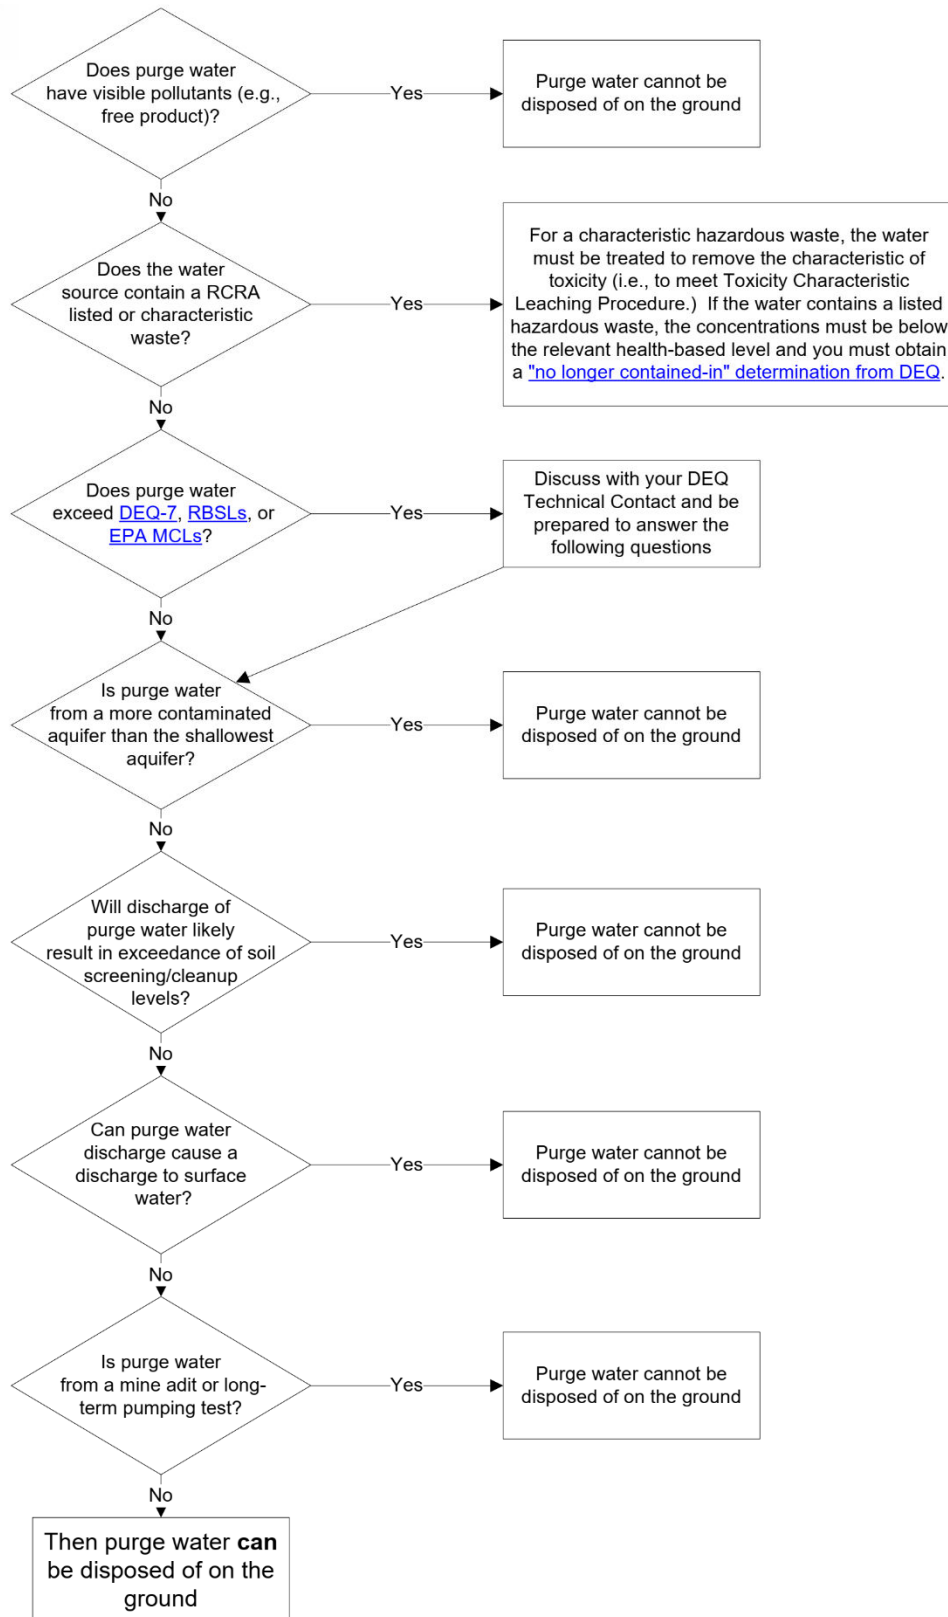 Does purge water
have visible pollutants (e.g.,
free product)?
Yes
Purge water cannot be
disposed of on the ground
No
Does the water
source contain a RCRA
listed or characteristic
waste?
Yes
For a characteristic hazardous waste, the water
must be treated to remove the characteristic of
toxicity (i.e., to meet Toxicity Characteristic
Leaching Procedure.)  If the water contains a listed
hazardous waste, the concentrations must be below
the relevant health-based level and you must obtain
a "no longer contained-in" determination from DEQ.
No
Does purge water
exceed DEQ-7, RBSLs, or
EPA MCLs?
Yes
Discuss with your DEQ
Technical Contact and be
prepared to answer the
following questions
No
Is purge water
from a more contaminated
aquifer than the shallowest
aquifer?
Yes
Purge water cannot be
disposed of on the ground
No
Will discharge of
purge water likely
result in exceedance of soil
screening/cleanup
levels?
Yes
Purge water cannot be
disposed of on the ground
No
Can purge water
discharge cause a
discharge to surface
water?
Yes
Purge water cannot be
disposed of on the ground
No
Is purge water
from a mine adit or long-
term pumping test?
Yes
Purge water cannot be
disposed of on the ground
No
Then purge water can
be disposed of on the
ground